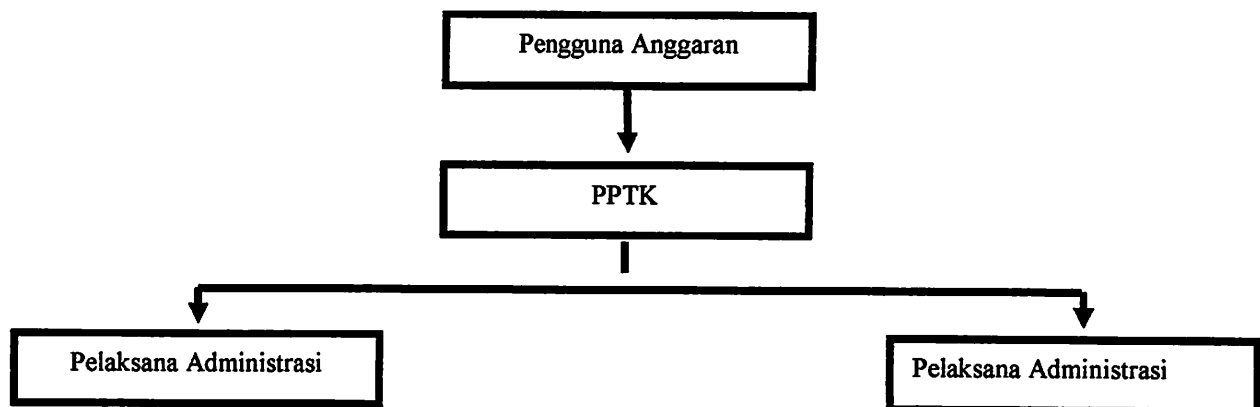 Pengguna Anggaran
PPTK
Pelaksana Administrasi
Pelaksana Administrasi